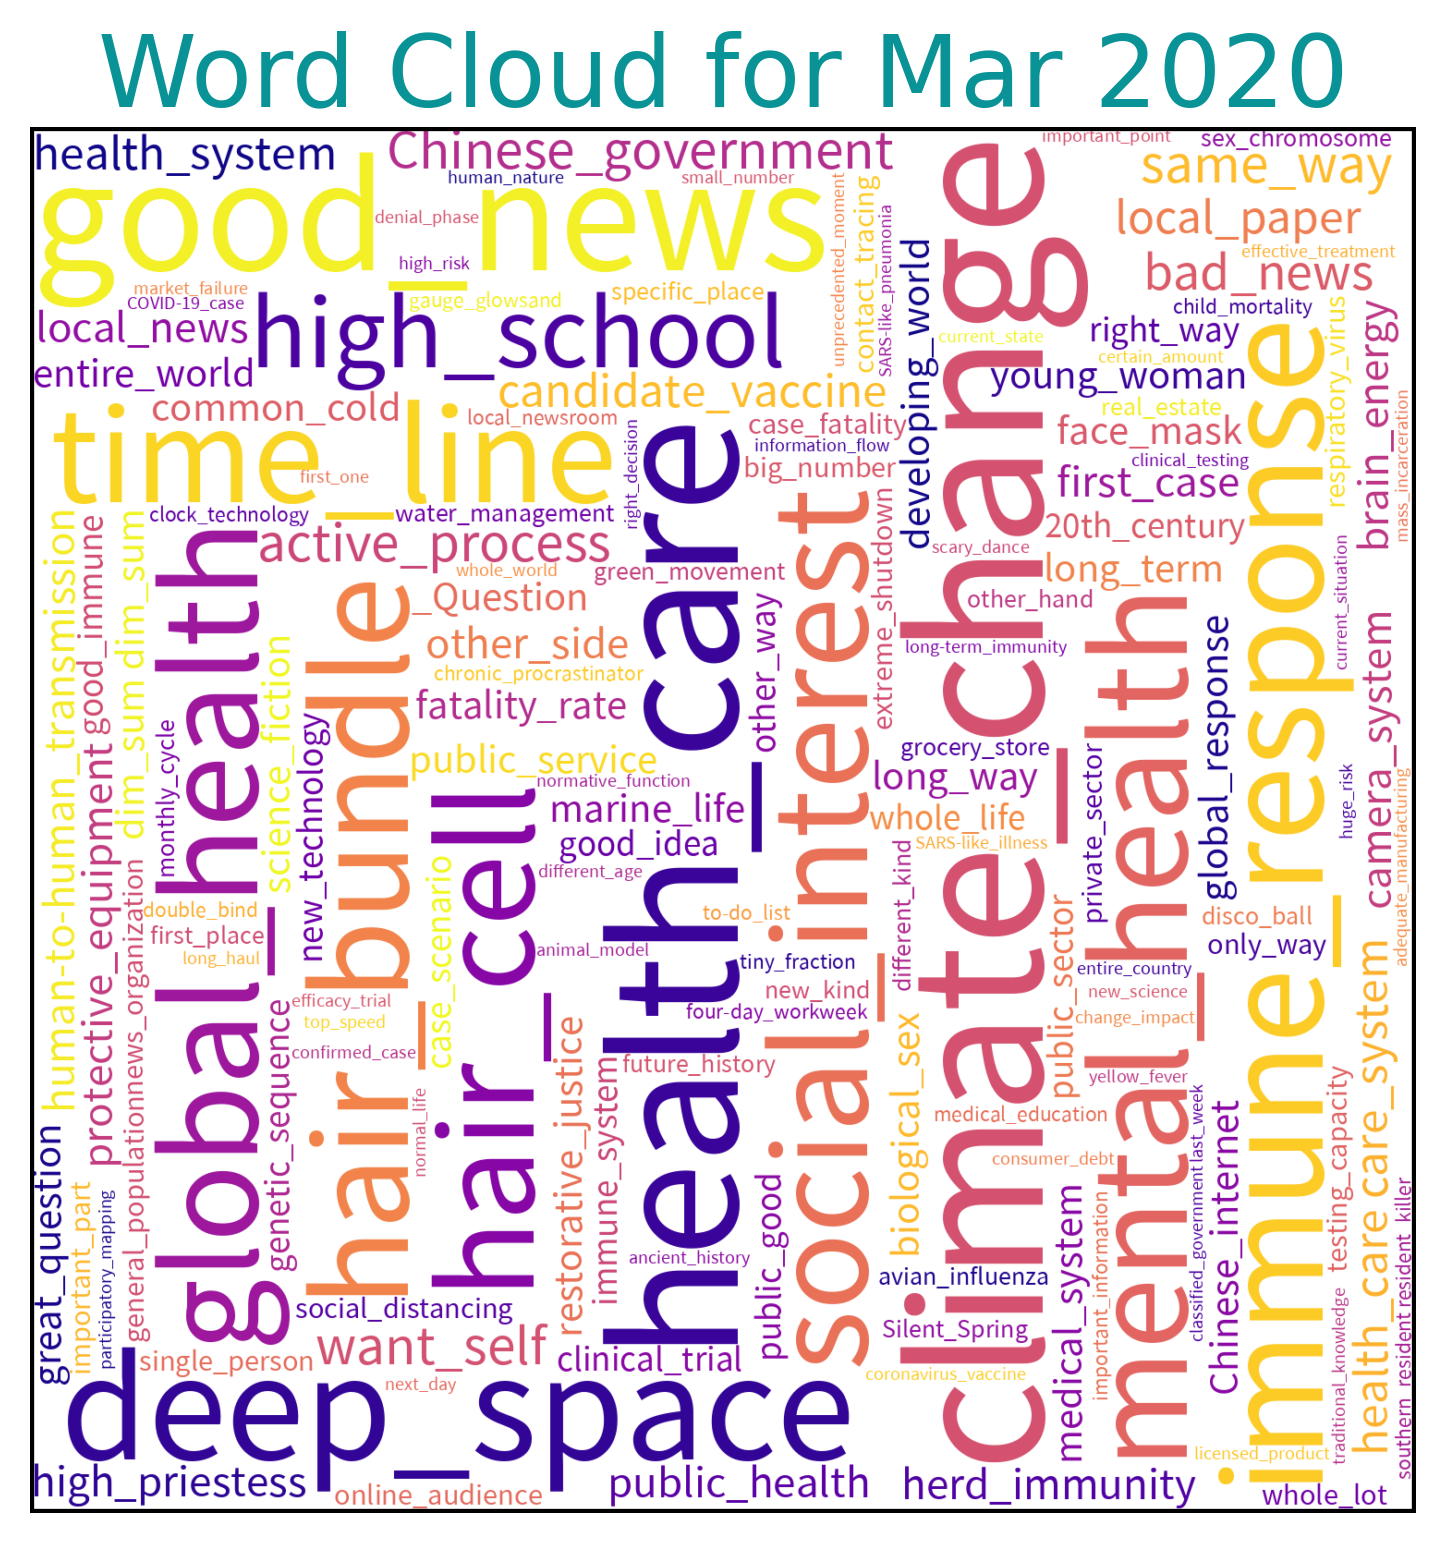 Word Cloud for Mar 2020
health_system
Chinese_government
important_point
sex_chromosome
good_news
human_nature
small_number
same_way
denial_phase
local_paper
high_risk
unprecedented_moment
contact_tracing
SARS-like_pneumonia
effective_treatment
bad_news
market_failure
COVID-19_case
gauge_glowsand
specific_place
child_mortality
local_news
high_school
developing_world
climate_change
right_way
current_state
certain_amount
immune_response
respiratory_virus
brain_energy
entire_world
candidate_vaccine
young_woman
common_cold
local_newsroom
real_estate
mass_incarceration
time_line
case_fatality
face_mask
information_flow
right_decision
health_care
big_number
clinical_testing
first_one
first_case
social_interest
extreme_shutdown
clock_technology
water_management
20th_century
human-to-human_transmission
good_immune
dim_sum dim_sum
global_health
active_process
scary_dance
current_situation
whole_world
green_movement
long_term
_Question
hair_bundle
other_way
other_hand
mental_health
global_response
camera_system
other_side
science_fiction
long-term_immunity
chronic_procrastinator
fatality_rate
new_technology
monthly_cycle
protective_equipment
public_service
grocery_store
private_sector
normative_function
hair_cell
long_way
huge_risk
adequate_manufacturing
marine_life
whole_life
good_idea
SARS-like_illness
different_kind
general_populationnews_organization
case_scenario
different_age
double_bind
to-do_list
public_sector
disco_ball
first_place
animal_model
only_way
long_haul
tiny_fraction
entire_country
health_care_system
efficacy_trial
new_kind
new_science
genetic_sequence
top_speed
four-day_workweek
biological_sex
change_impact
restorative_justice
confirmed_case
immune_system
future_history
yellow_fever
testing_capacity
normal_life
medical_education
classified_government last_week
Chinese_internet
great_question
important_part
participatory_mapping
consumer_debt
public_good
medical_system
important_information
southern_resident resident_killer
ancient_history
avian_influenza
social_distancing
traditional_knowledge
Silent_Spring
want_self
single_person
clinical_trial
coronavirus_vaccine
next_day
deep_space
licensed_product
high_priestess
online_audience
public_health
herd_immunity
whole_lot